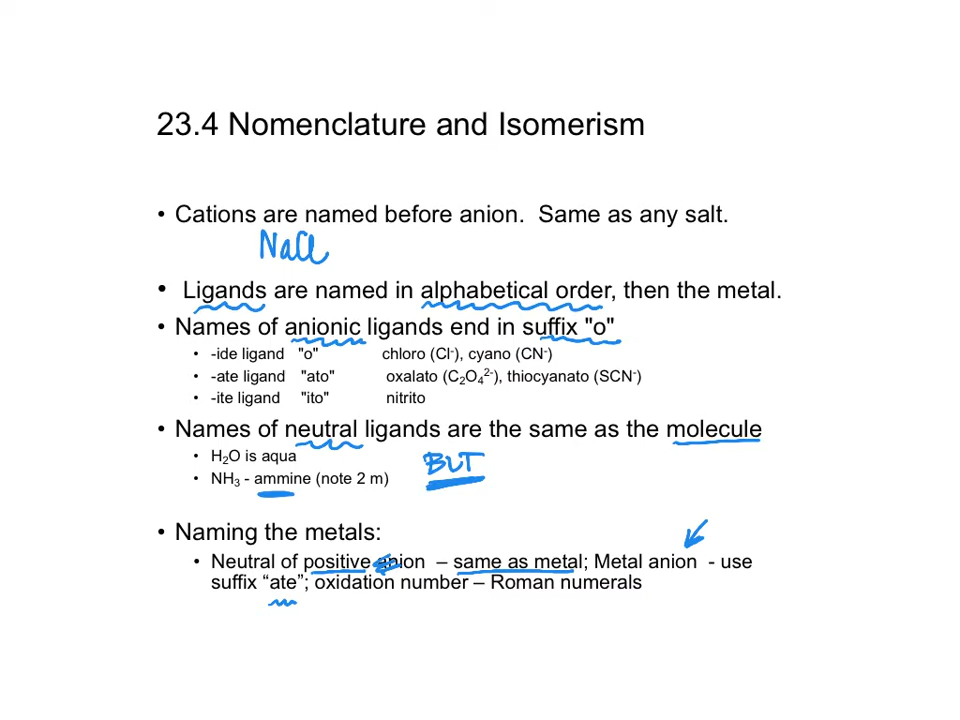 23.4 Nomenclature and Isomerism
• Cations are named before anion.  Same as any salt.
NaCl
• Ligands are named in alphabetical order, then the metal.
• Names of anionic ligands end in suffix "o"
• -ide ligand "o" chloro (Cl⁻), cyano (CN⁻)
• -ate ligand "ato" oxalato (C₂O₄²⁻), thiocyanato (SCN⁻)
• -ite ligand "ito" nitrito
• Names of neutral ligands are the same as the molecule
• H₂O is aqua
BUT
• NH₃ - ammine (note 2 m)
• Naming the metals:
• Neutral of positive anion – same as metal; Metal anion - use
suffix “ate”; oxidation number – Roman numerals